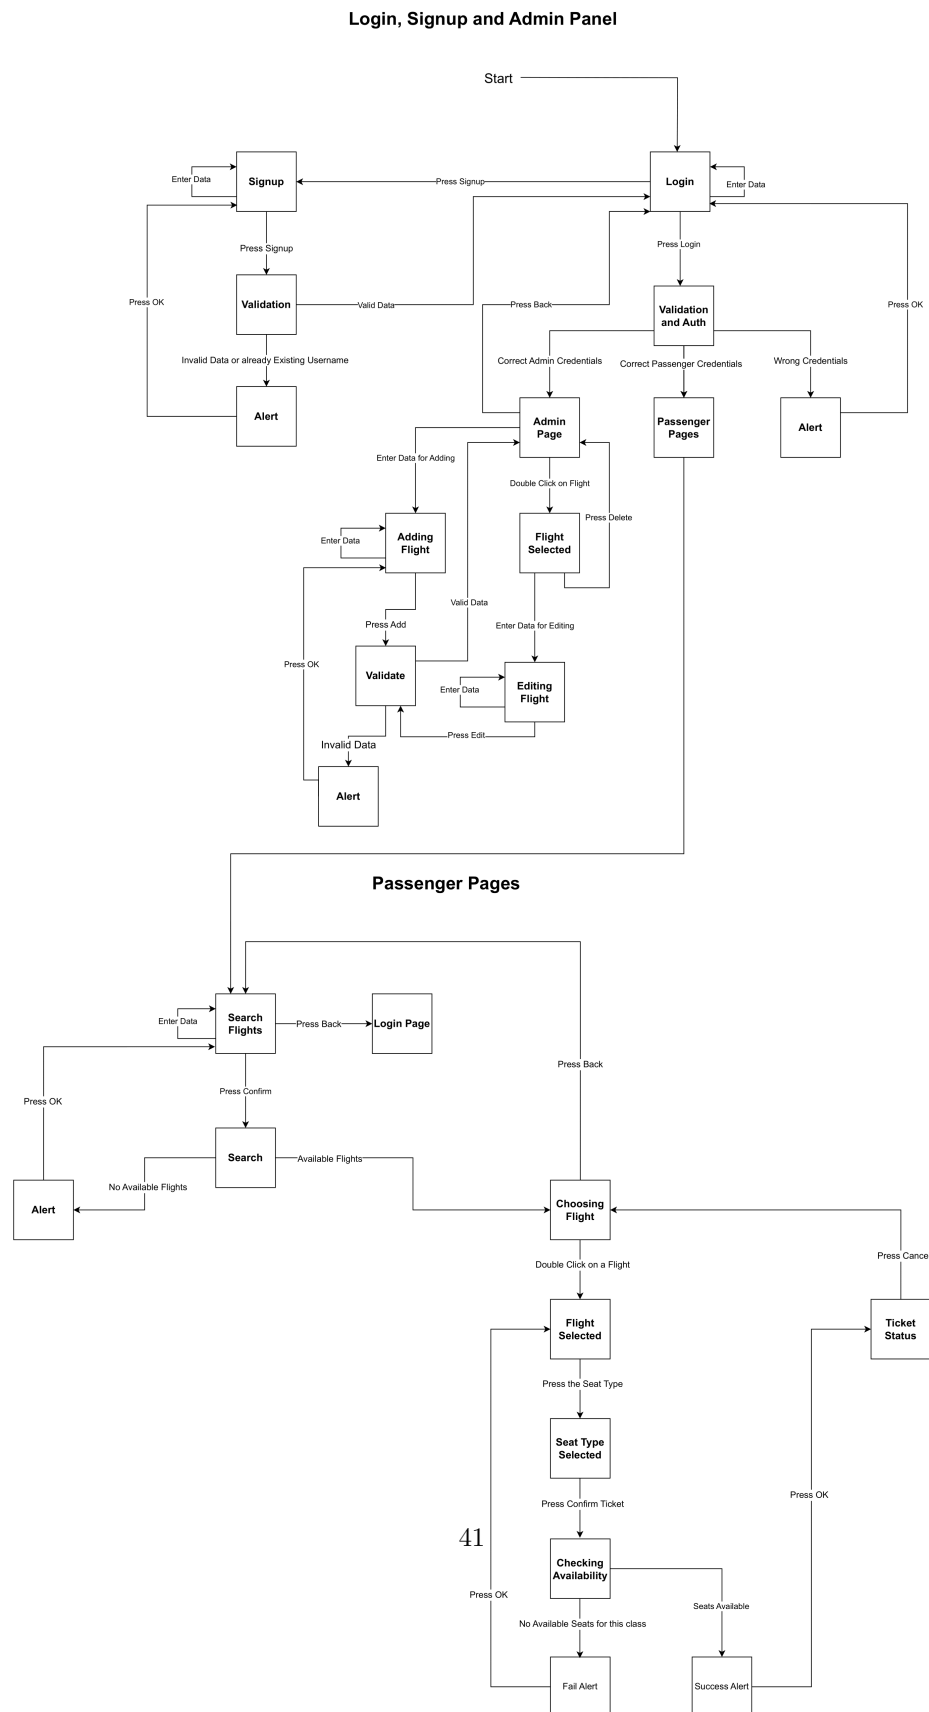 Login, Signup and Admin Panel
Start
Signup
Login
Enter Data
Press Signup
Enter Data
Press Signup
Press Login
Press OK
Validation
Valid Data
Press Back
Validation
and Auth
Press OK
Invalid Data or already Existing Username
Correct Admin Credentials
Correct Passenger Credentials
Wrong Credentials
Alert
Admin
Page
Passenger
Pages
Alert
Enter Data for Adding
Double Click on Flight
Press Delete
Adding
Flight
Enter Data
Flight
Selected
Valid Data
Press Add
Enter Data for Editing
Press OK
Validate
Enter Data
Editing
Flight
Press Edit
Invalid Data
Alert
Passenger Pages
Enter Data
Search
Flights
Press Back
Login Page
Press Back
Press Confirm
Press OK
Search
Available Flights
No Available Flights
Alert
Choosing
Flight
Press Cance
Double Click on a Flight
Flight
Selected
Ticket
Status
Press the Seat Type
Seat Type
Selected
Press OK
Press Confirm Ticket
41
Checking
Availability
Press OK
Seats Available
No Available Seats for this class
Fail Alert
Success Alert